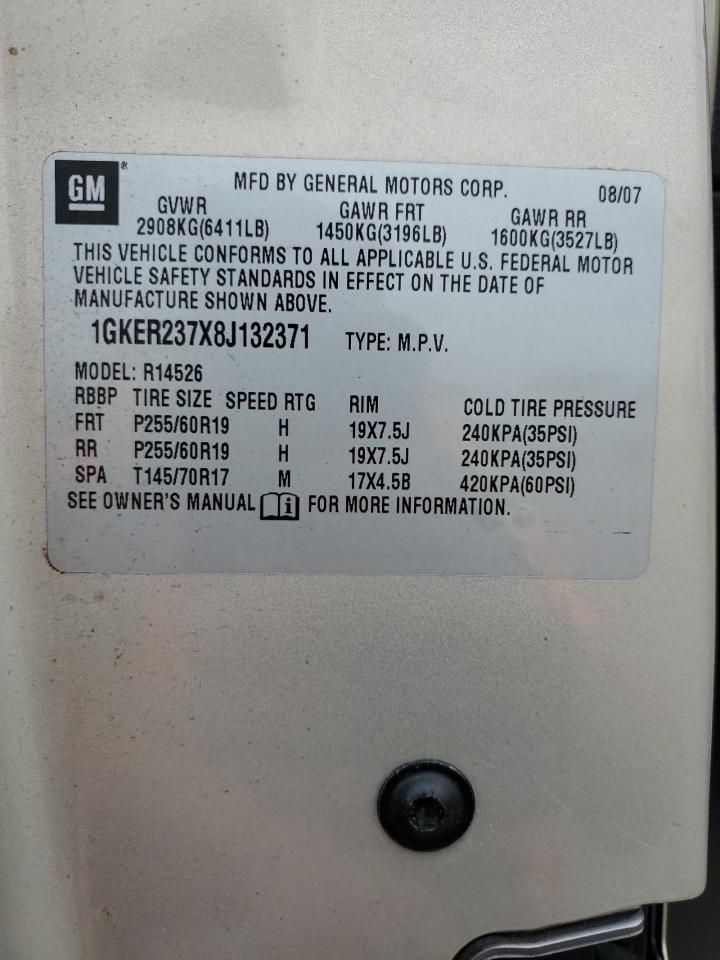 GM® MFD BY GENERAL MOTORS CORP. 08/07
GVWR GAWR FRT GAWR RR
2908KG(6411LB) 1450KG(3196LB) 1600KG(3527LB)
THIS VEHICLE CONFORMS TO ALL APPLICABLE U.S. FEDERAL MOTOR
VEHICLE SAFETY STANDARDS IN EFFECT ON THE DATE OF
MANUFACTURE SHOWN ABOVE.
1GKER237X8J132371 TYPE: M.P.V.
MODEL: R14526
RBBP TIRE SIZE SPEED RTG RIM COLD TIRE PRESSURE
FRT P255/60R19 H 19X7.5J 240KPA(35PSI)
RR P255/60R19 H 19X7.5J 240KPA(35PSI)
SPA T145/70R17 M 17X4.5B 420KPA(60PSI)
SEE OWNER'S MANUAL i FOR MORE INFORMATION.